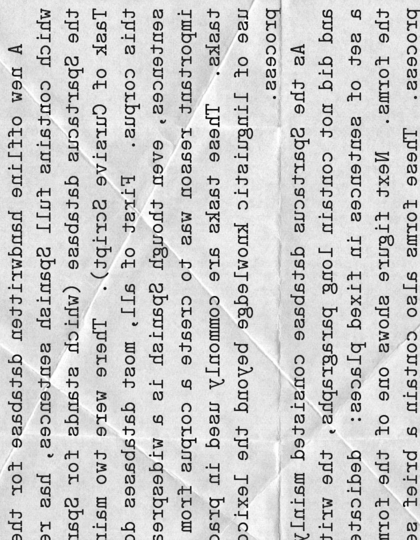 A new offline handwritten database for the
which contains full Spanish sentences, has re
the Spartacus database (which stands for Spar
Task of Cursive Script). There were two main
this corpus. First of all, most databases do
sentences, even though Spanish is a widesprea
important reason was to create a corpus from
tasks. These tasks are commonly used in prac
use of linguistic knowledge beyond the lexico
process.
As the Spartacus database consisted mainly
and did not contain long paragraphs, the writ
a set of sentences in fixed places: dedicate
the forms. Next figure shows one of the form
process. These forms also contain a brief set